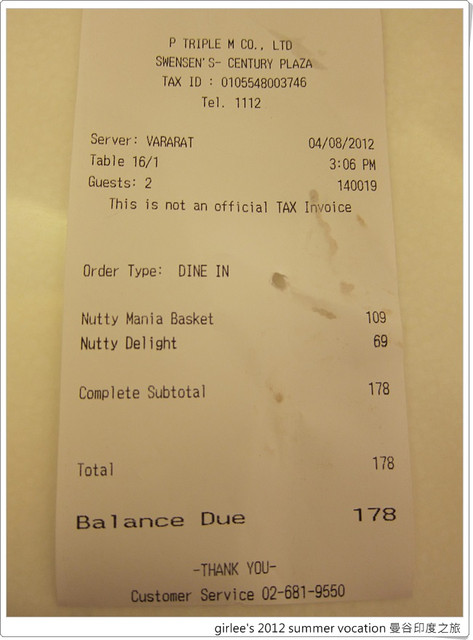 P TRIPLE M CO., LTD
SWENSEN'S- CENTURY PLAZA
TAX ID : 0105548003746
Tel. 1112
Server: VARARAT 04/08/2012
Table 16/1 3:06 PM
Guests: 2 140019
This is not an official TAX Invoice
Order Type: DINE IN
Nutty Mania Basket 109
Nutty Delight 69
Complete Subtotal 178
Total 178
Balance Due 178
-THANK YOU-
Customer Service 02-681-9550
girlee's 2012 summer vocation 曼谷印度之旅